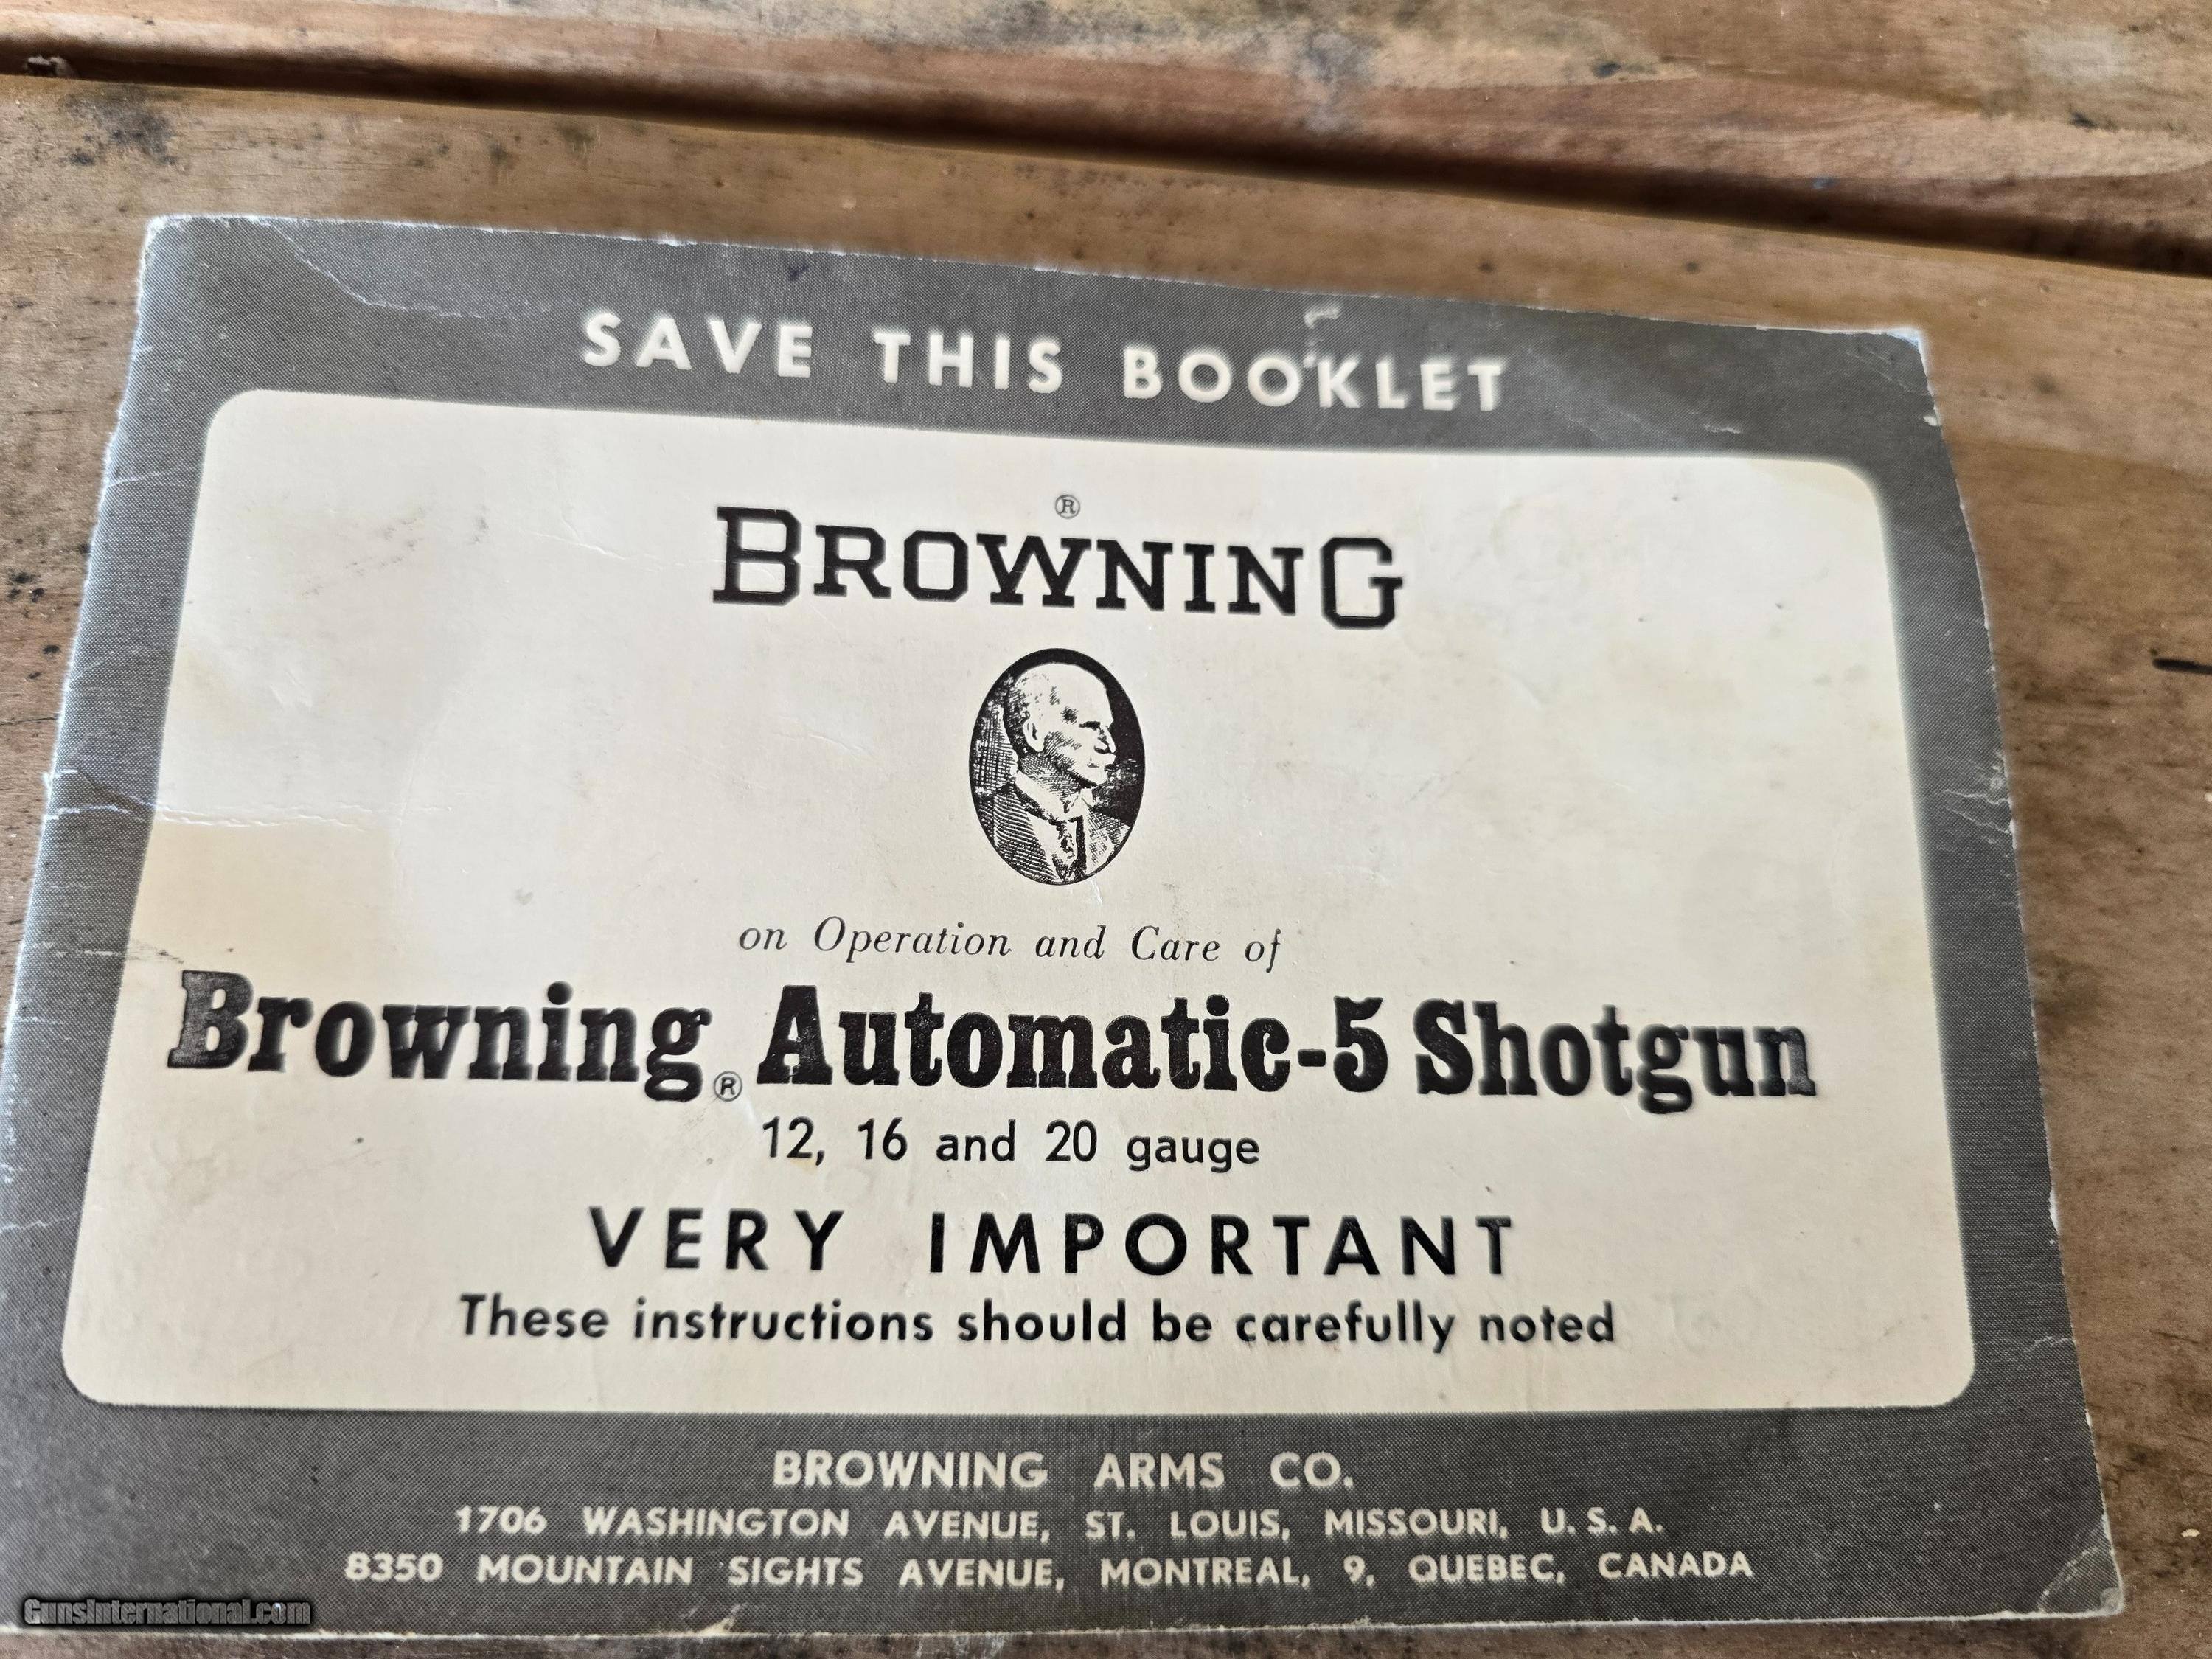 SAVE THIS BOOKLET
BROWNING®
on Operation and Care of
Browning® Automatic-5 Shotgun
12, 16 and 20 gauge
VERY IMPORTANT
These instructions should be carefully noted
BROWNING ARMS CO.
1706 WASHINGTON AVENUE, ST. LOUIS, MISSOURI, U. S. A.
8350 MOUNTAIN SIGHTS AVENUE, MONTREAL, 9, QUEBEC, CANADA
GunsInternational.com